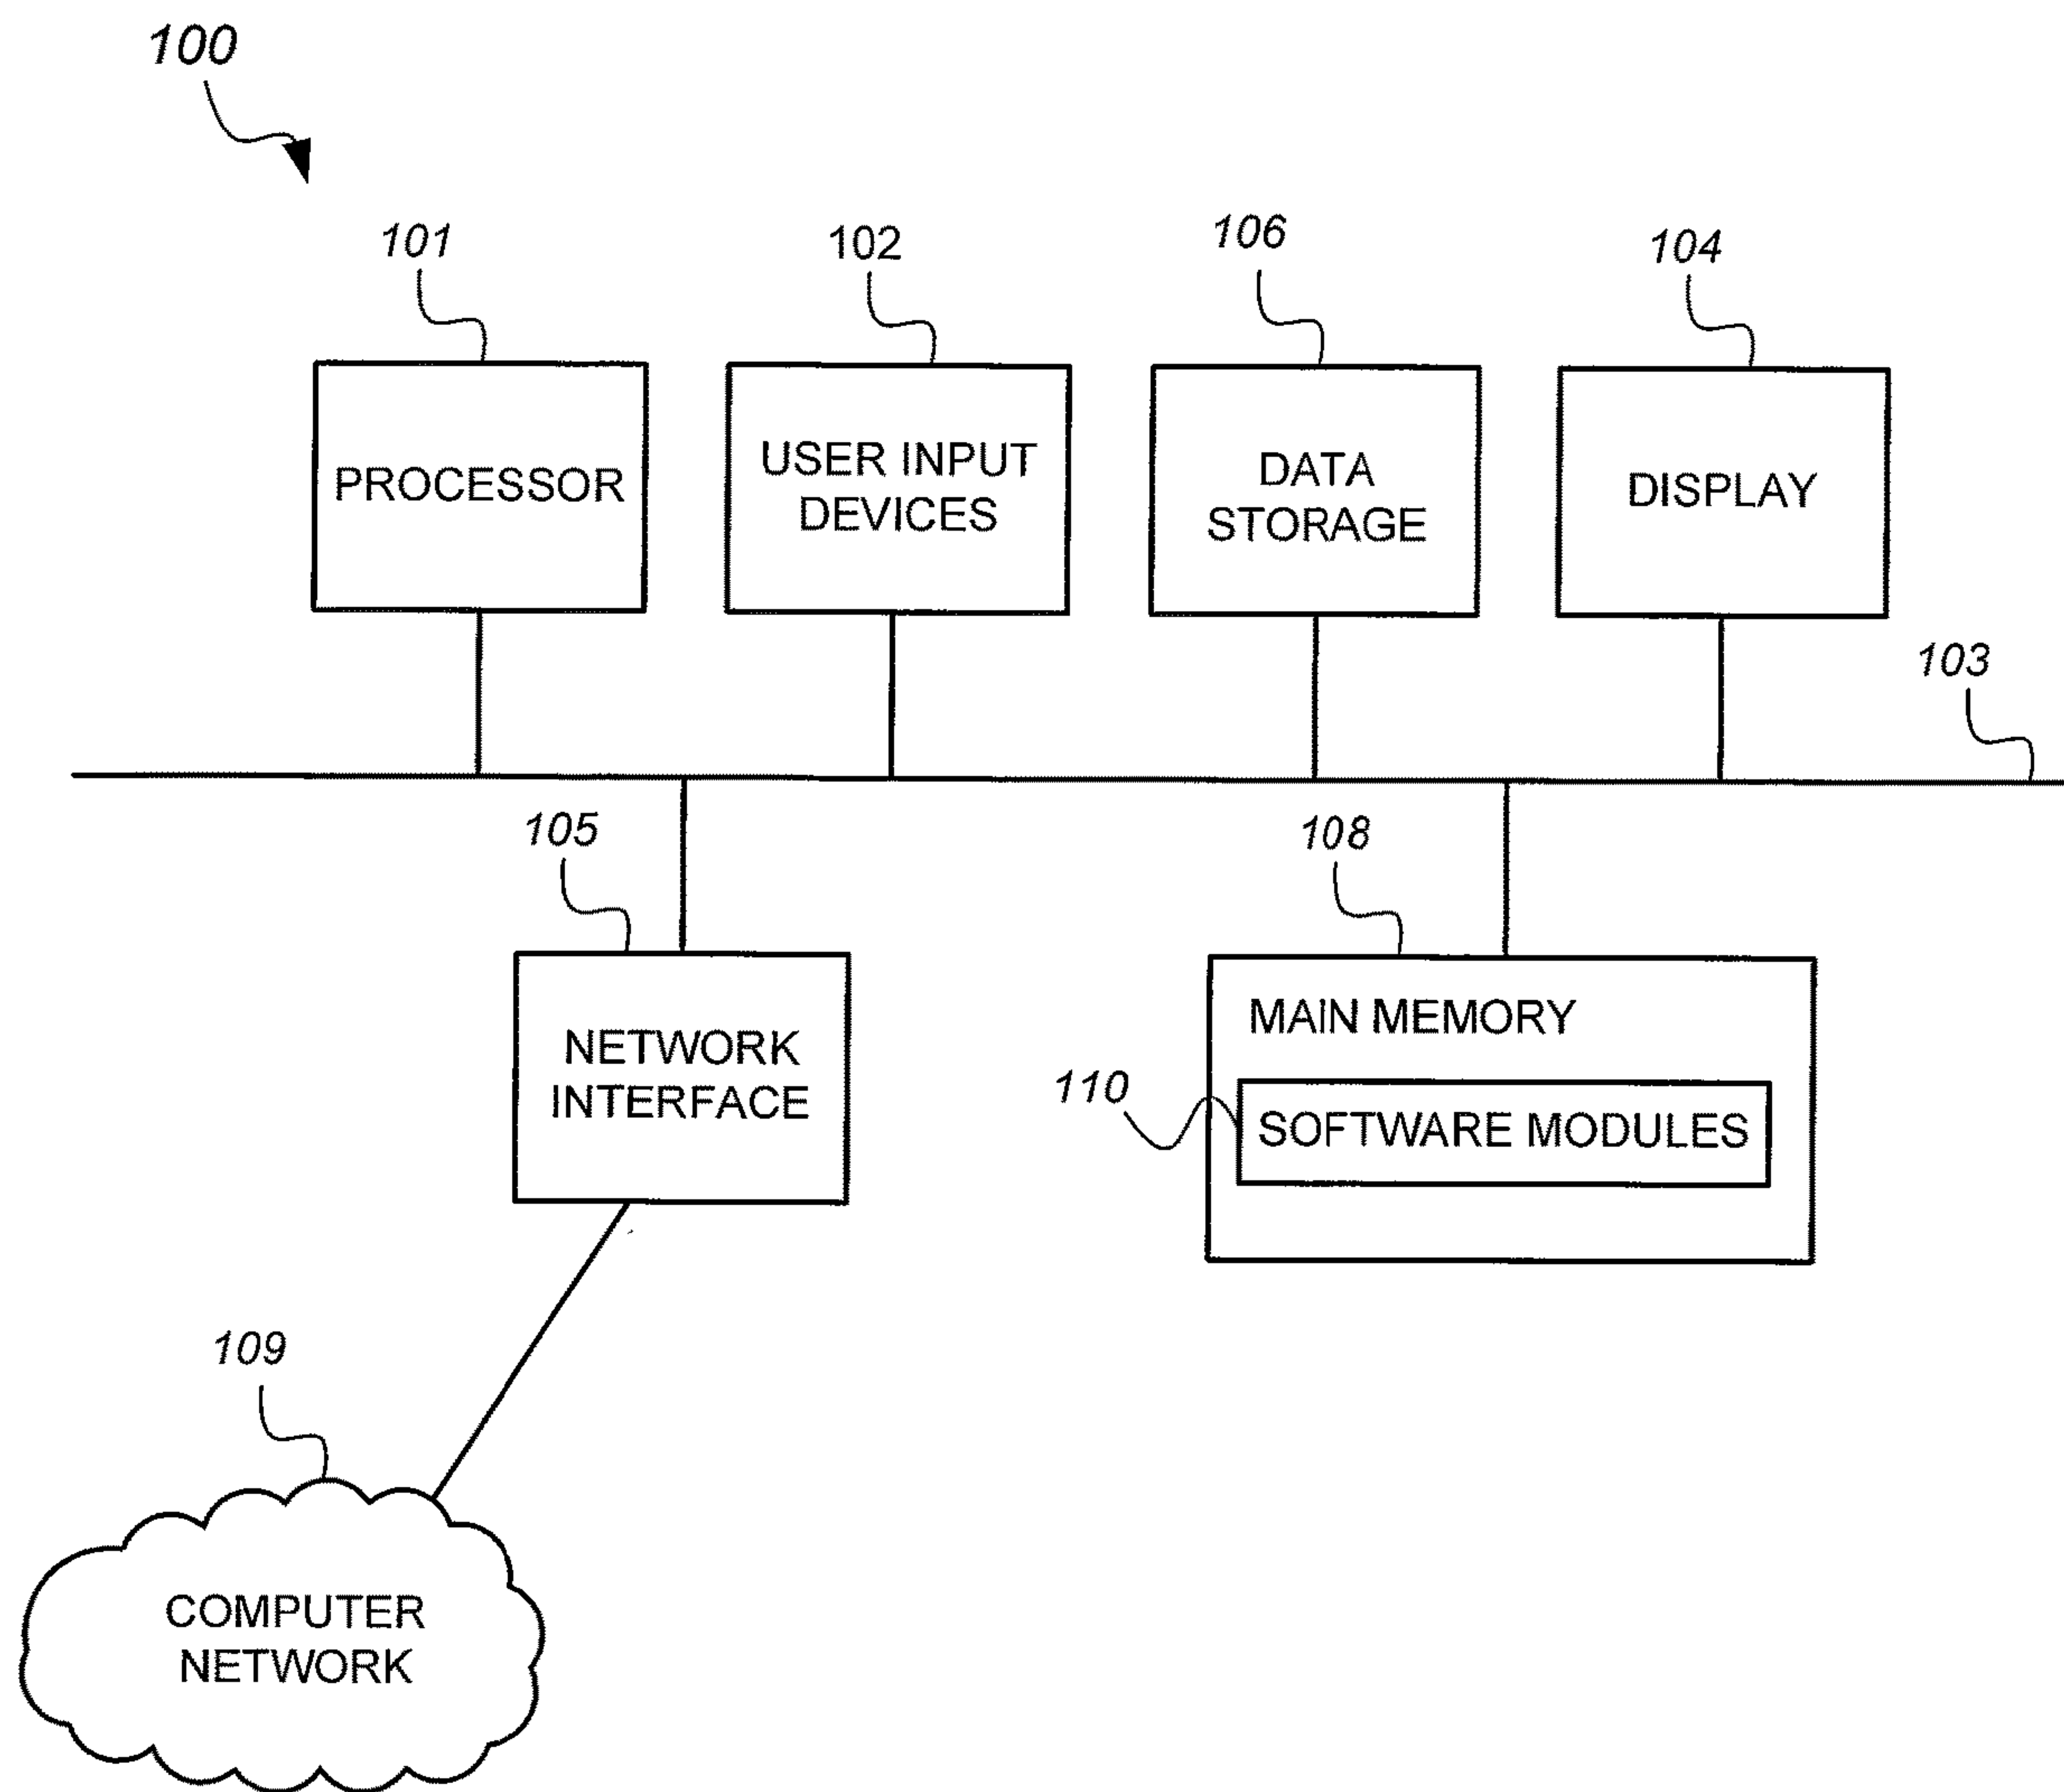 100
101
102
106
104
PROCESSOR
USER INPUT
DEVICES
DATA
STORAGE
DISPLAY
103
105
108
NETWORK
INTERFACE
MAIN MEMORY
110
SOFTWARE MODULES
109
COMPUTER
NETWORK